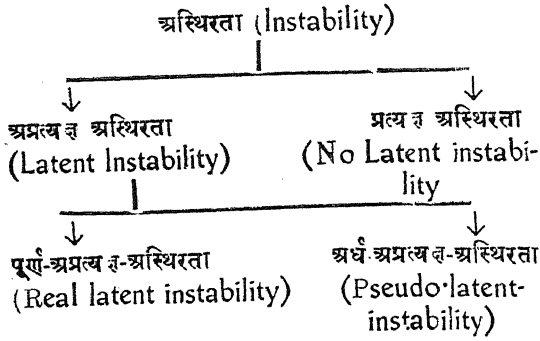 अस्थिरता (Instability)
अप्रत्यक्ष अस्थिरता
(Latent Instability)
प्रत्यक्ष अस्थिरता
(No Latent instabi-
lity
पूर्ण-अप्रत्यक्ष-अस्थिरता
(Real latent instability)
अर्ध-अप्रत्यक्ष-अस्थिरता
(Pseudo-latent-
instability)